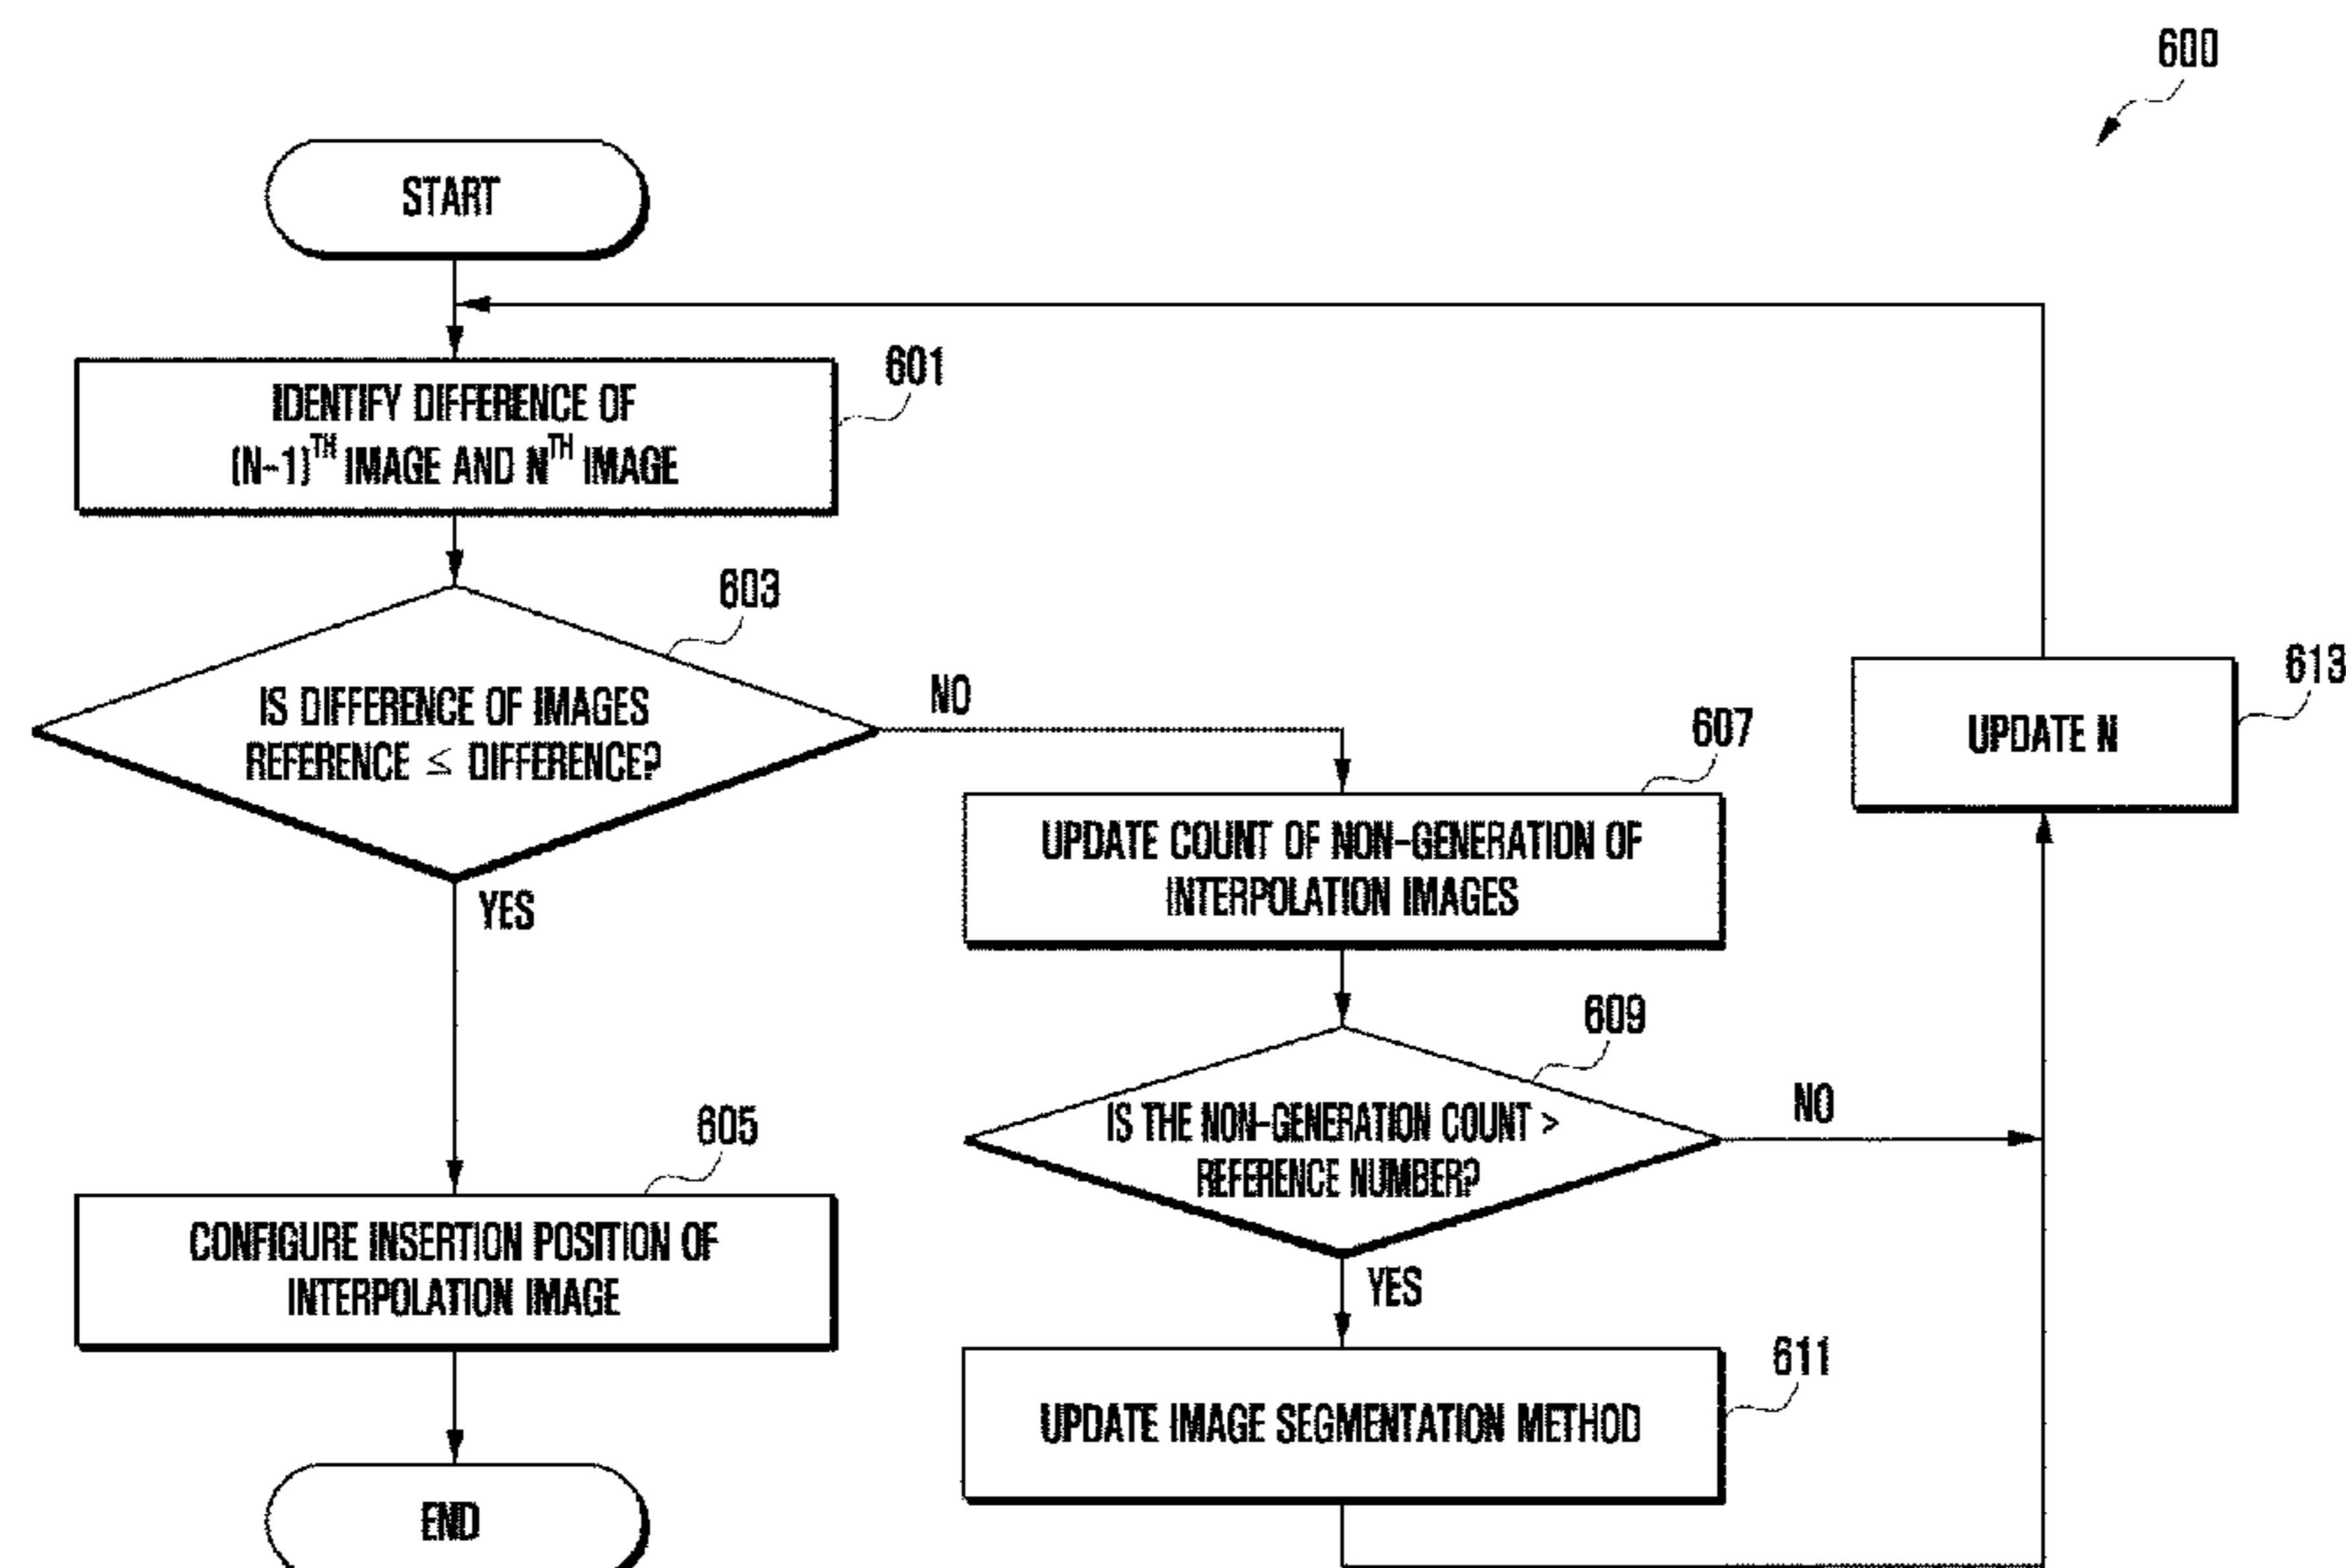 600
START
601
IDENTIFY DIFFERENCE OF
(N-1)TH IMAGE AND NTH IMAGE
603
IS DIFFERENCE OF IMAGES
REFERENCE ≤ DIFFERENCE?
NO
YES
613
UPDATE N
607
UPDATE COUNT OF NON-GENERATION OF
INTERPOLATION IMAGES
609
IS THE NON-GENERATION COUNT >
REFERENCE NUMBER?
NO
YES
605
CONFIGURE INSERTION POSITION OF
INTERPOLATION IMAGE
611
UPDATE IMAGE SEGMENTATION METHOD
END